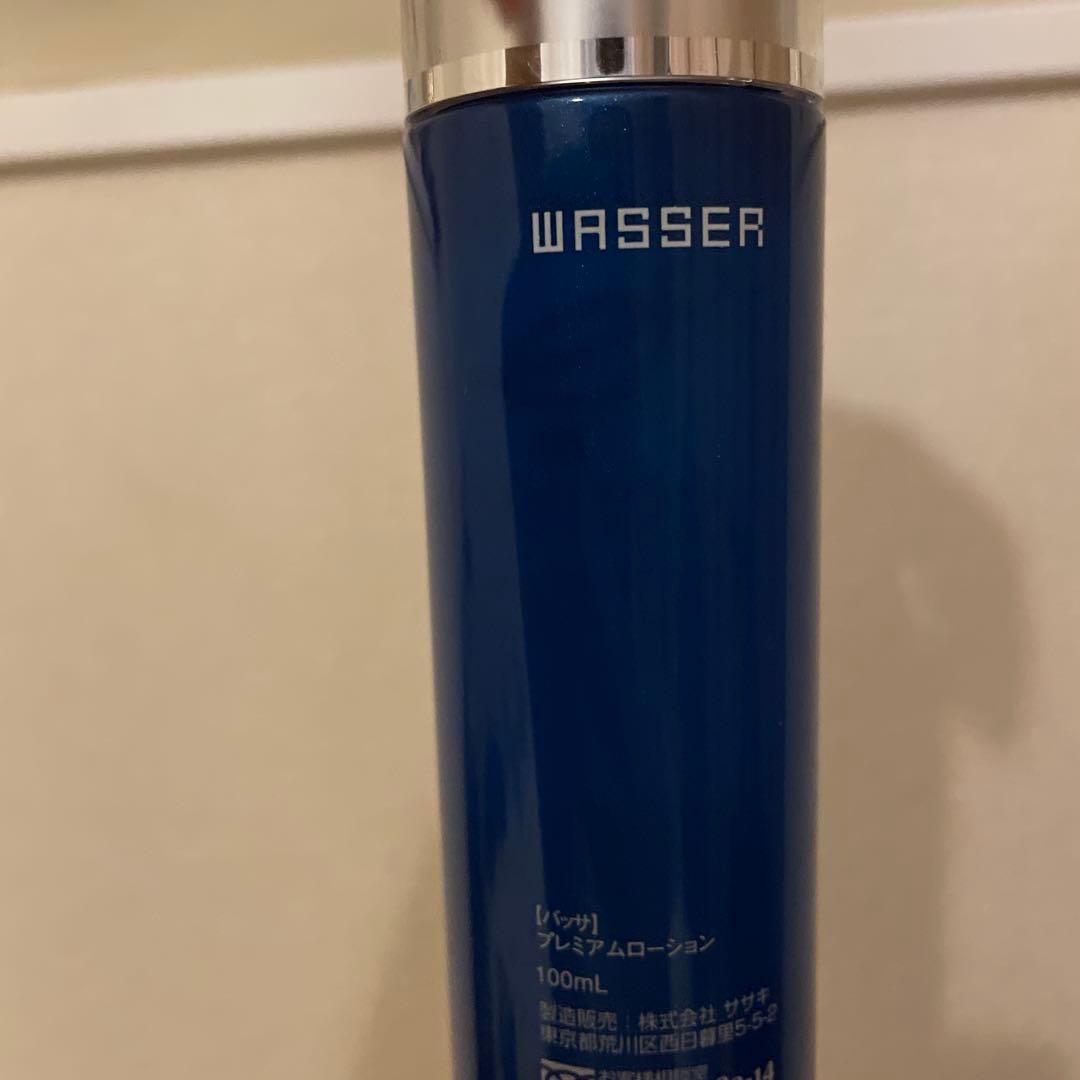 WASSER
【バッサ】
プレミアムローション
100mL
製造販売：株式会社 ササキ
東京都荒川区西日暮里5-5-2